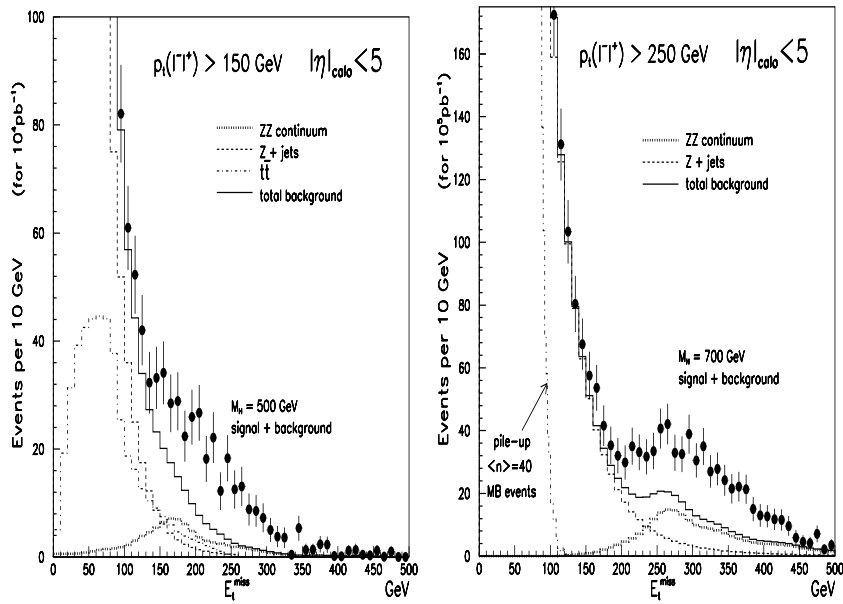 p_t(l⁻l⁺) > 150 GeV |η|_calo < 5
ZZ continuum
Z + jets
tt̄
total background
M_H = 500 GeV
signal + background
Events per 10 GeV (for 10⁴pb⁻¹)
100
80
60
40
20
0
0 50 100 150 200 250 300 350 400 450 500
E_t^miss GeV
p_t(l⁻l⁺) > 250 GeV |η|_calo < 5
ZZ continuum
Z + jets
total background
M_H = 700 GeV
signal + background
pile-up
<n>=40
MB events
Events per 10 GeV (for 10⁵pb⁻¹)
160
140
120
100
80
60
40
20
0
0 50 100 150 200 250 300 350 400 450 500
E_t^miss GeV